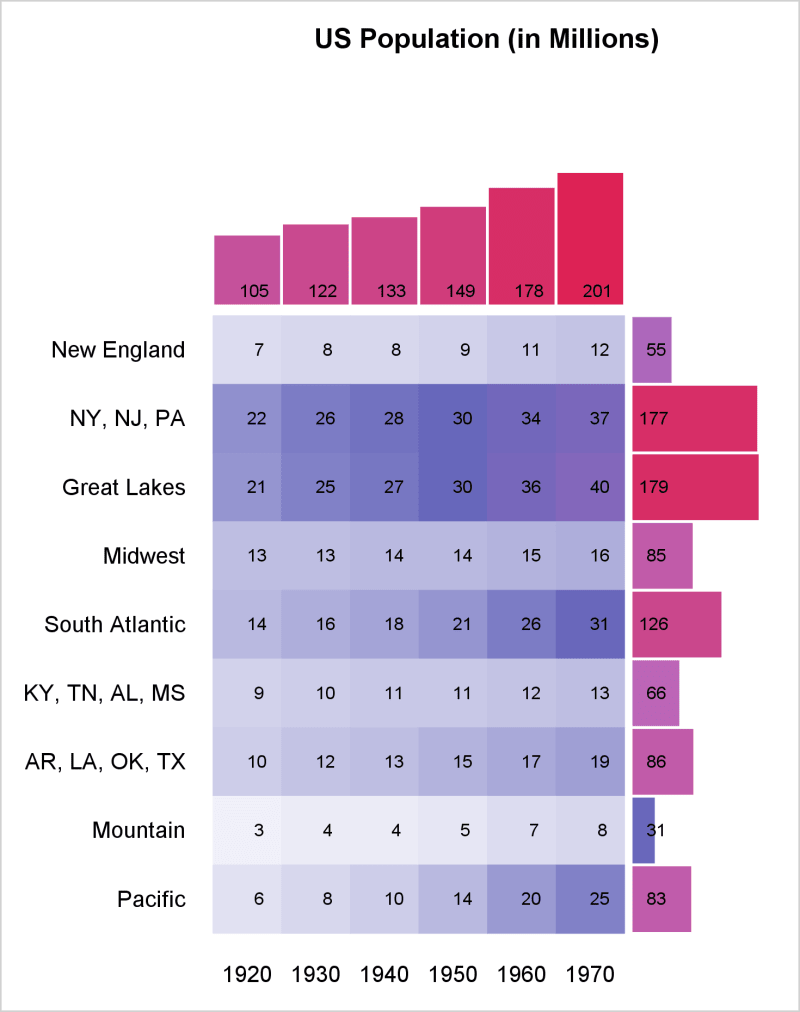 US Population (in Millions)
105 122 133 149 178 201
New England 7 8 8 9 11 12 55
NY, NJ, PA 22 26 28 30 34 37 177
Great Lakes 21 25 27 30 36 40 179
Midwest 13 13 14 14 15 16 85
South Atlantic 14 16 18 21 26 31 126
KY, TN, AL, MS 9 10 11 11 12 13 66
AR, LA, OK, TX 10 12 13 15 17 19 86
Mountain 3 4 4 5 7 8 31
Pacific 6 8 10 14 20 25 83
1920 1930 1940 1950 1960 1970